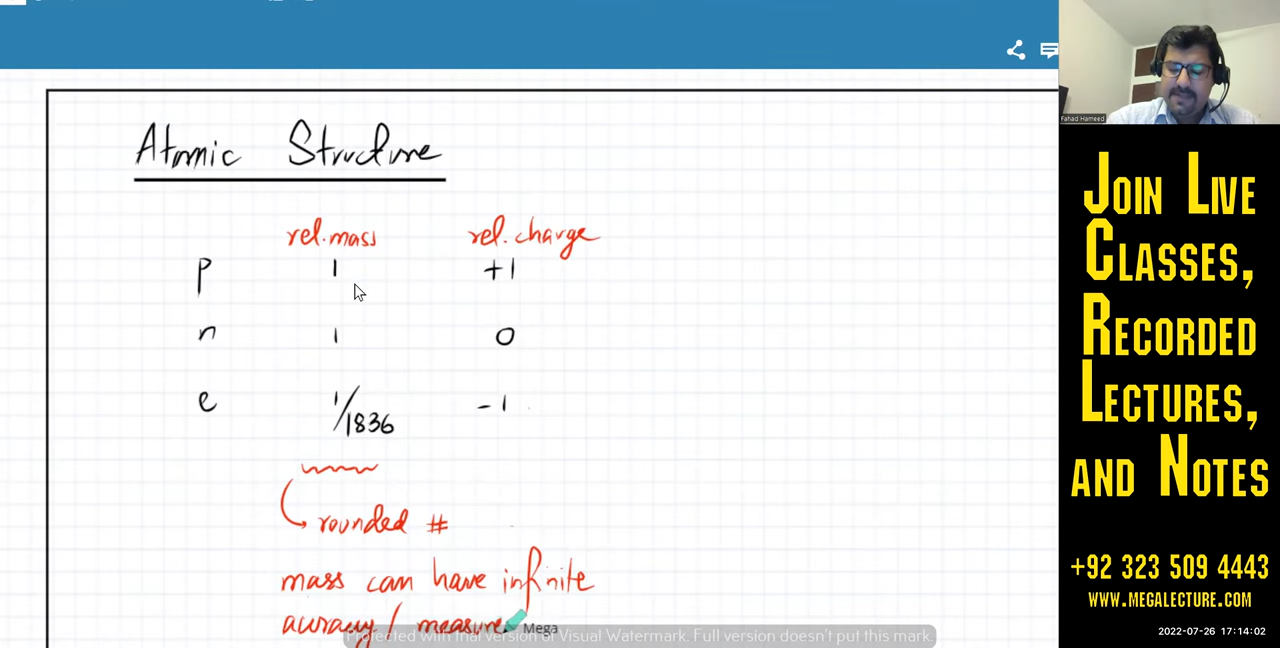 Atomic Structure
rel.mass rel.charge
p 1 +1
n 1 0
e 1/1836 -1
rounded #
mass can have infinite
accuracy / measure
Mega
Protected with trial version of Visual Watermark. Full version doesn't put this mark.
Fahad Hameed
JOIN LIVE
CLASSES,
RECORDED
LECTURES,
AND NOTES
+92 323 509 4443
WWW.MEGALECTURE.COM
2022-07-26 17:14:02